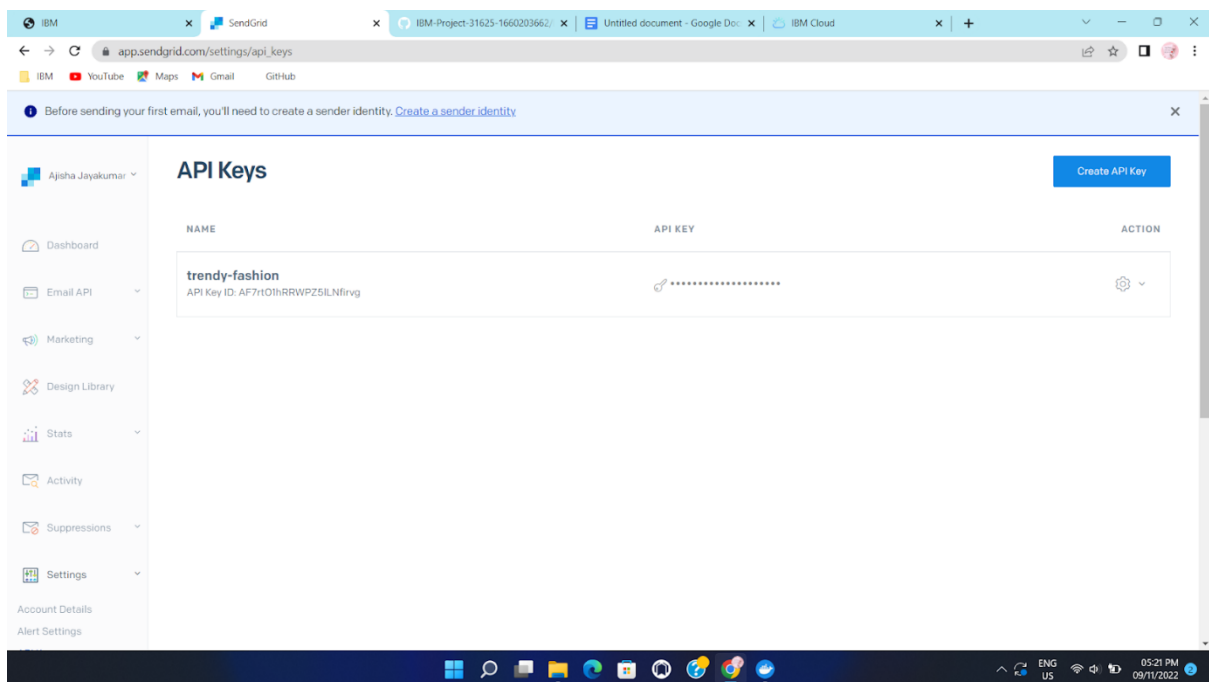 IBM
SendGrid
IBM-Project-31625-1660203662/
Untitled document - Google Doc
IBM Cloud
app.sendgrid.com/settings/api_keys
IBM YouTube Maps Gmail GitHub
Before sending your first email, you'll need to create a sender identity. Create a sender identity
Ajisha Jayakumar
API Keys
Create API Key
NAME API KEY ACTION
trendy-fashion
API Key ID: AF7rtO1hRRWPZ5ILNfirvg
••••••••••••••••••••
Dashboard
Email API
Marketing
Design Library
Stats
Activity
Suppressions
Settings
Account Details
Alert Settings
ENG
US
05:21 PM
09/11/2022
2